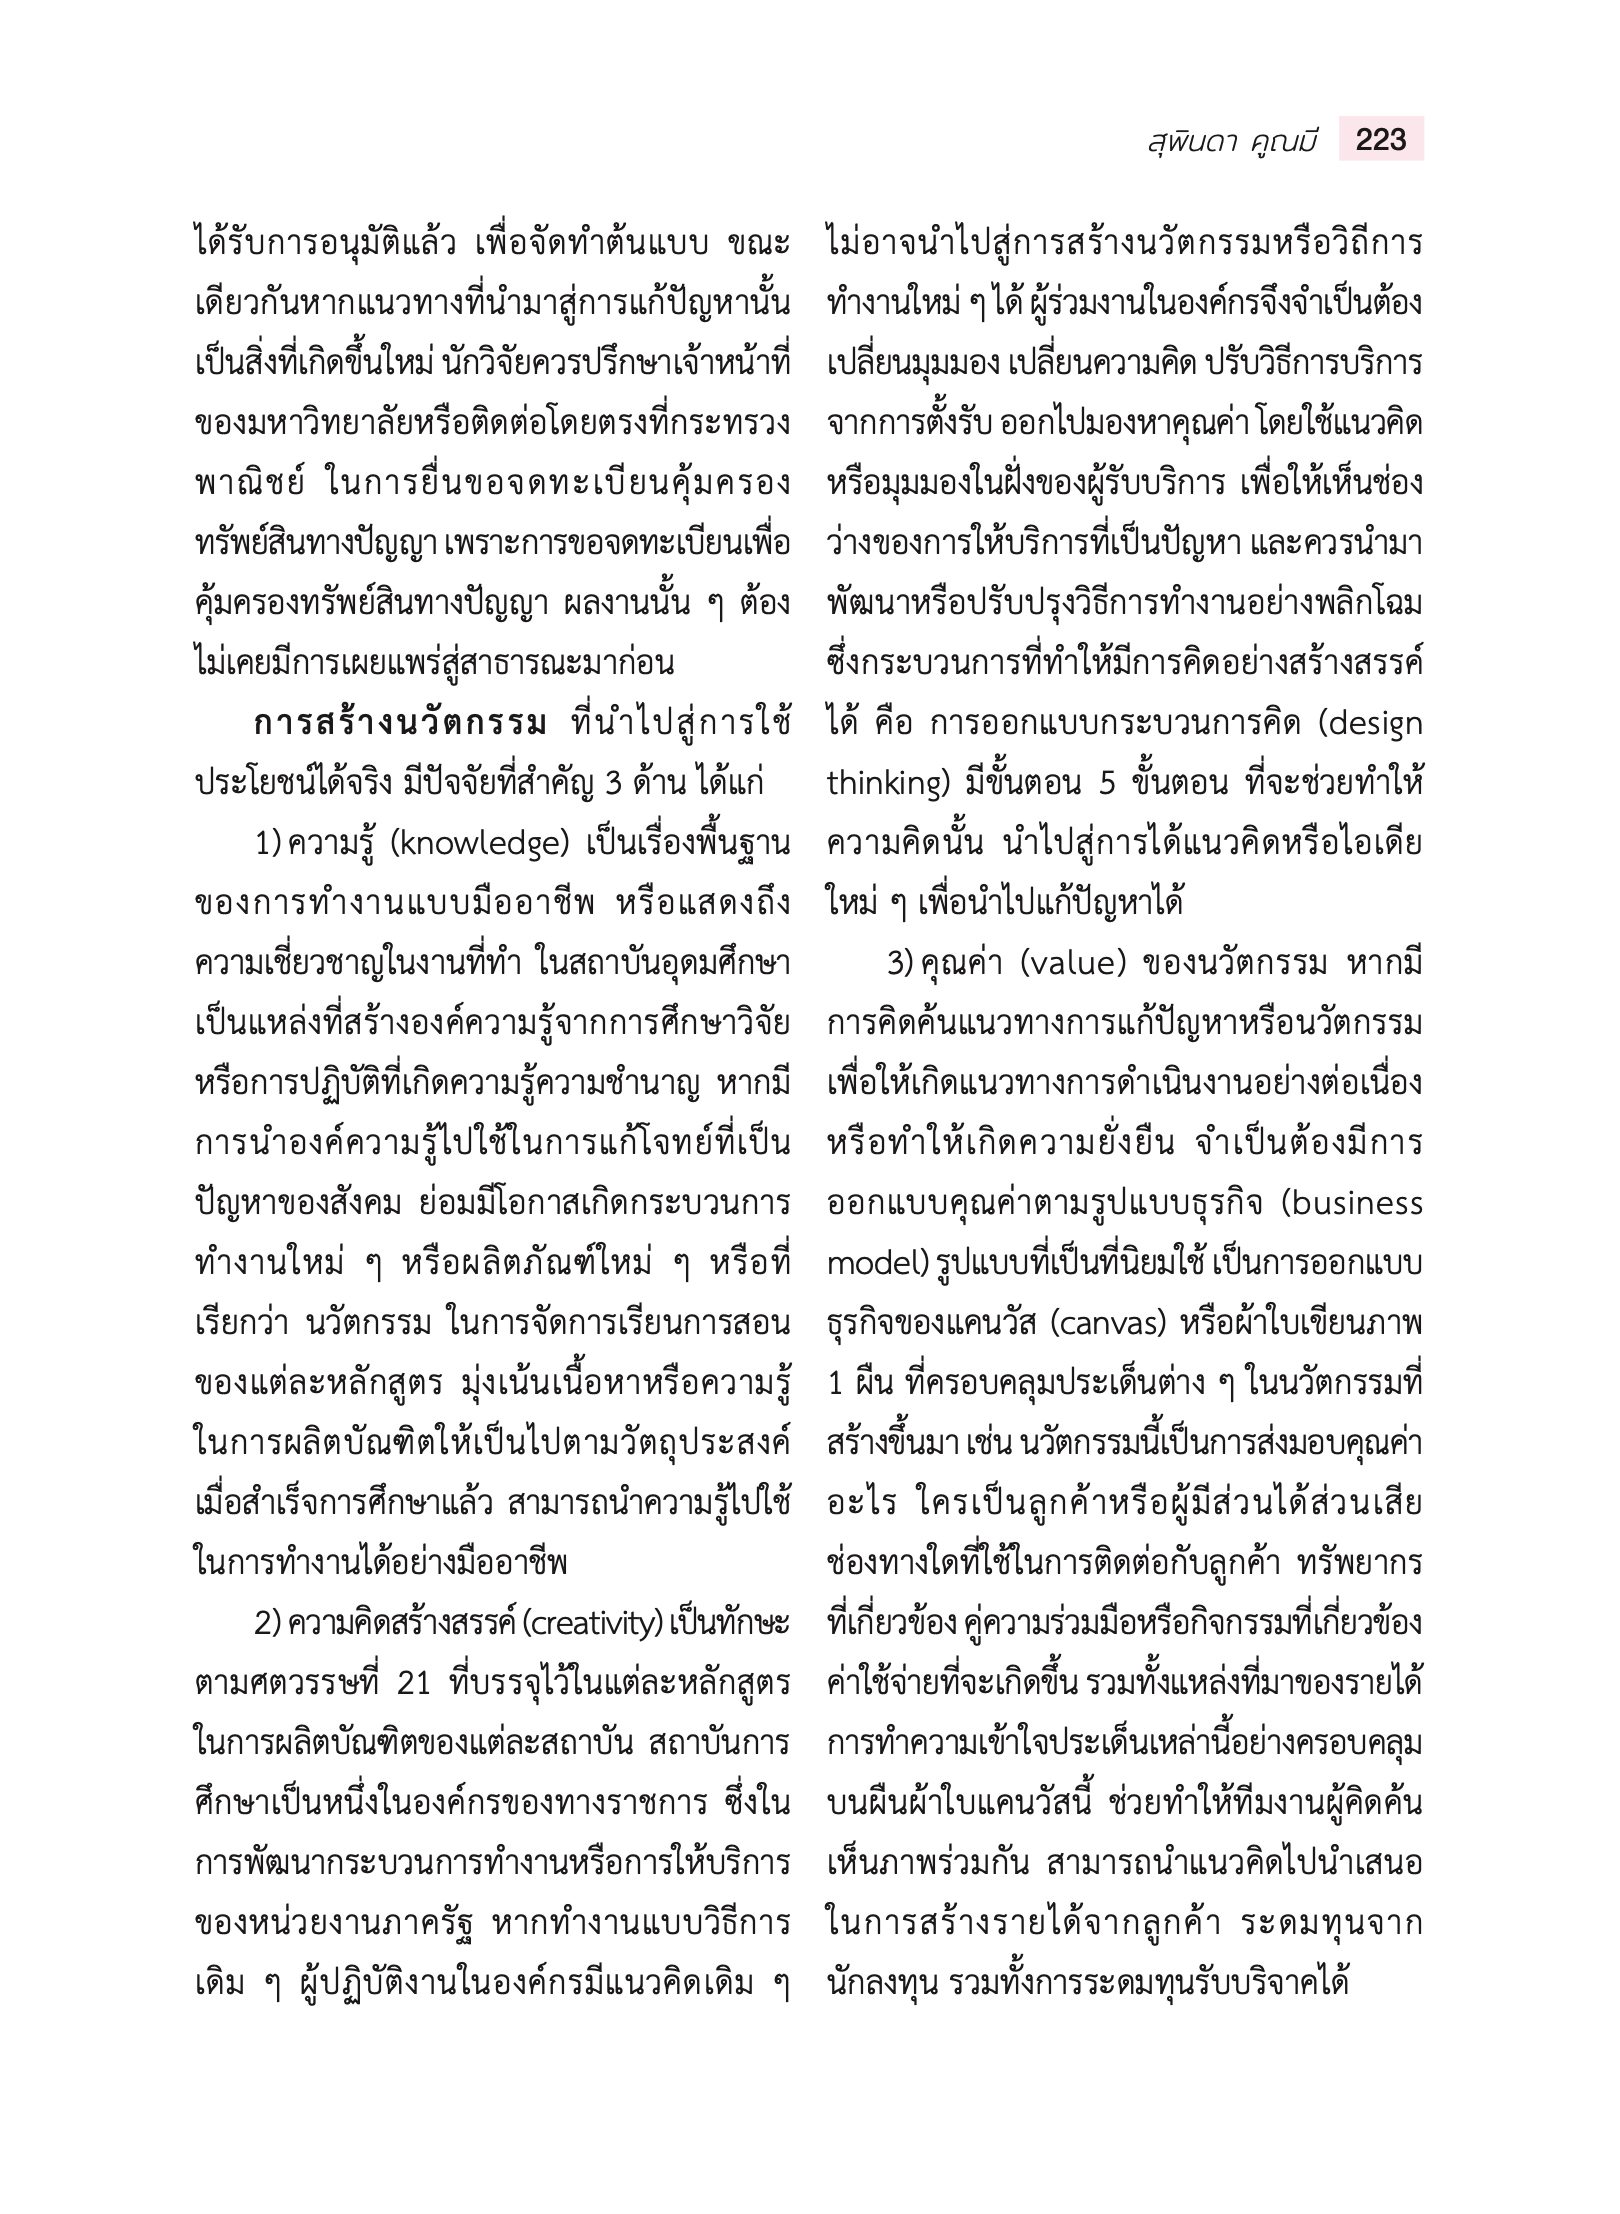 สุพินดา คูณมี 223
ได้รับการอนุมัติแล้ว เพื่อจัดทำต้นแบบ ขณะ
เดียวกันหากแนวทางที่นำมาสู่การแก้ปัญหานั้น
เป็นสิ่งที่เกิดขึ้นใหม่ นักวิจัยควรปรึกษาเจ้าหน้าที่
ของมหาวิทยาลัยหรือติดต่อโดยตรงที่กระทรวง
พาณิชย์ ในการยื่นขอจดทะเบียนคุ้มครอง
ทรัพย์สินทางปัญญา เพราะการขอจดทะเบียนเพื่อ
คุ้มครองทรัพย์สินทางปัญญา ผลงานนั้น ๆ ต้อง
ไม่เคยมีการเผยแพร่สู่สาธารณะมาก่อน
การสร้างนวัตกรรม ที่นำไปสู่การใช้
ประโยชน์ได้จริง มีปัจจัยที่สำคัญ 3 ด้าน ได้แก่
1) ความรู้ (knowledge) เป็นเรื่องพื้นฐาน
ของการทำงานแบบมืออาชีพ หรือแสดงถึง
ความเชี่ยวชาญในงานที่ทำ ในสถาบันอุดมศึกษา
เป็นแหล่งที่สร้างองค์ความรู้จากการศึกษาวิจัย
หรือการปฏิบัติที่เกิดความรู้ความชำนาญ หากมี
การนำองค์ความรู้ไปใช้ในการแก้โจทย์ที่เป็น
ปัญหาของสังคม ย่อมมีโอกาสเกิดกระบวนการ
ทำงานใหม่ ๆ หรือผลิตภัณฑ์ใหม่ ๆ หรือที่
เรียกว่า นวัตกรรม ในการจัดการเรียนการสอน
ของแต่ละหลักสูตร มุ่งเน้นเนื้อหาหรือความรู้
ในการผลิตบัณฑิตให้เป็นไปตามวัตถุประสงค์
เมื่อสำเร็จการศึกษาแล้ว สามารถนำความรู้ไปใช้
ในการทำงานได้อย่างมืออาชีพ
2) ความคิดสร้างสรรค์ (creativity) เป็นทักษะ
ตามศตวรรษที่ 21 ที่บรรจุไว้ในแต่ละหลักสูตร
ในการผลิตบัณฑิตของแต่ละสถาบัน สถาบันการ
ศึกษาเป็นหนึ่งในองค์กรของทางราชการ ซึ่งใน
การพัฒนากระบวนการทำงานหรือการให้บริการ
ของหน่วยงานภาครัฐ หากทำงานแบบวิธีการ
เดิม ๆ ผู้ปฏิบัติงานในองค์กรมีแนวคิดเดิม ๆ
ไม่อาจนำไปสู่การสร้างนวัตกรรมหรือวิถีการ
ทำงานใหม่ ๆ ได้ ผู้ร่วมงานในองค์กรจึงจำเป็นต้อง
เปลี่ยนมุมมอง เปลี่ยนความคิด ปรับวิธีการบริการ
จากการตั้งรับ ออกไปมองหาคุณค่า โดยใช้แนวคิด
หรือมุมมองในฝั่งของผู้รับบริการ เพื่อให้เห็นช่อง
ว่างของการให้บริการที่เป็นปัญหา และควรนำมา
พัฒนาหรือปรับปรุงวิธีการทำงานอย่างพลิกโฉม
ซึ่งกระบวนการที่ทำให้มีการคิดอย่างสร้างสรรค์
ได้ คือ การออกแบบกระบวนการคิด (design
thinking) มีขั้นตอน 5 ขั้นตอน ที่จะช่วยทำให้
ความคิดนั้น นำไปสู่การได้แนวคิดหรือไอเดีย
ใหม่ ๆ เพื่อนำไปแก้ปัญหาได้
3) คุณค่า (value) ของนวัตกรรม หากมี
การคิดค้นแนวทางการแก้ปัญหาหรือนวัตกรรม
เพื่อให้เกิดแนวทางการดำเนินงานอย่างต่อเนื่อง
หรือทำให้เกิดความยั่งยืน จำเป็นต้องมีการ
ออกแบบคุณค่าตามรูปแบบธุรกิจ (business
model) รูปแบบที่เป็นที่นิยมใช้ เป็นการออกแบบ
ธุรกิจของแคนวัส (canvas) หรือผ้าใบเขียนภาพ
1 ผืน ที่ครอบคลุมประเด็นต่าง ๆ ในนวัตกรรมที่
สร้างขึ้นมา เช่น นวัตกรรมนี้เป็นการส่งมอบคุณค่า
อะไร ใครเป็นลูกค้าหรือผู้มีส่วนได้ส่วนเสีย
ช่องทางใดที่ใช้ในการติดต่อกับลูกค้า ทรัพยากร
ที่เกี่ยวข้อง คู่ความร่วมมือหรือกิจกรรมที่เกี่ยวข้อง
ค่าใช้จ่ายที่จะเกิดขึ้น รวมทั้งแหล่งที่มาของรายได้
การทำความเข้าใจประเด็นเหล่านี้อย่างครอบคลุม
บนผืนผ้าใบแคนวัสนี้ ช่วยทำให้ทีมงานผู้คิดค้น
เห็นภาพร่วมกัน สามารถนำแนวคิดไปนำเสนอ
ในการสร้างรายได้จากลูกค้า ระดมทุนจาก
นักลงทุน รวมทั้งการระดมทุนรับบริจาคได้